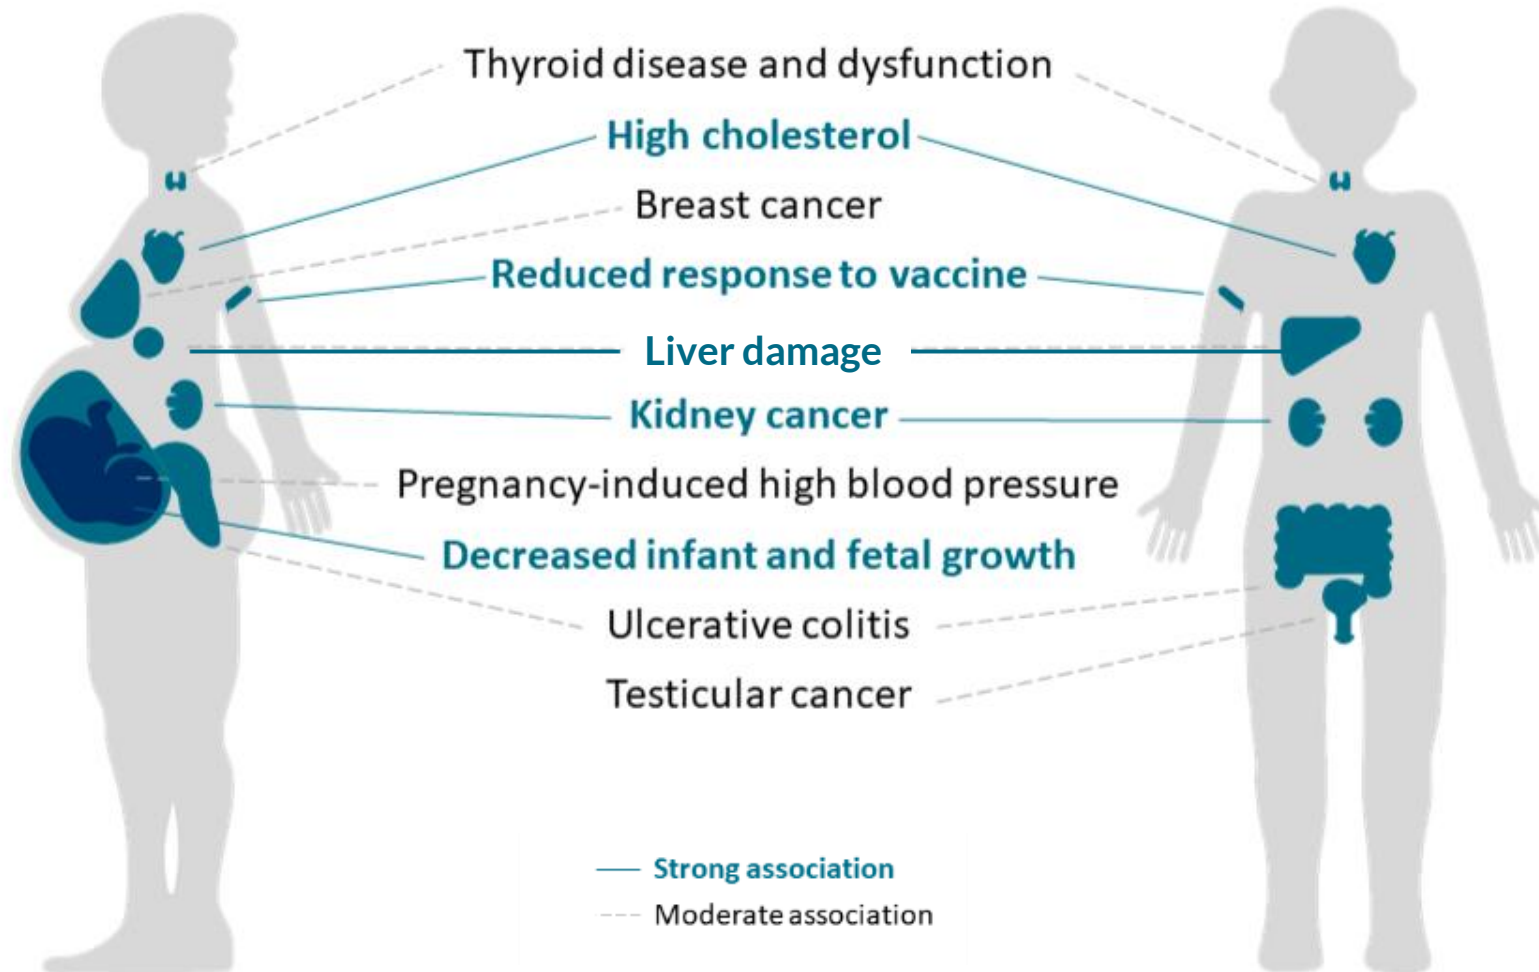 Thyroid disease and dysfunction
High cholesterol
Breast cancer
Reduced response to vaccine
Liver damage
Kidney cancer
Pregnancy-induced high blood pressure
Decreased infant and fetal growth
Ulcerative colitis
Testicular cancer
Strong association
Moderate association